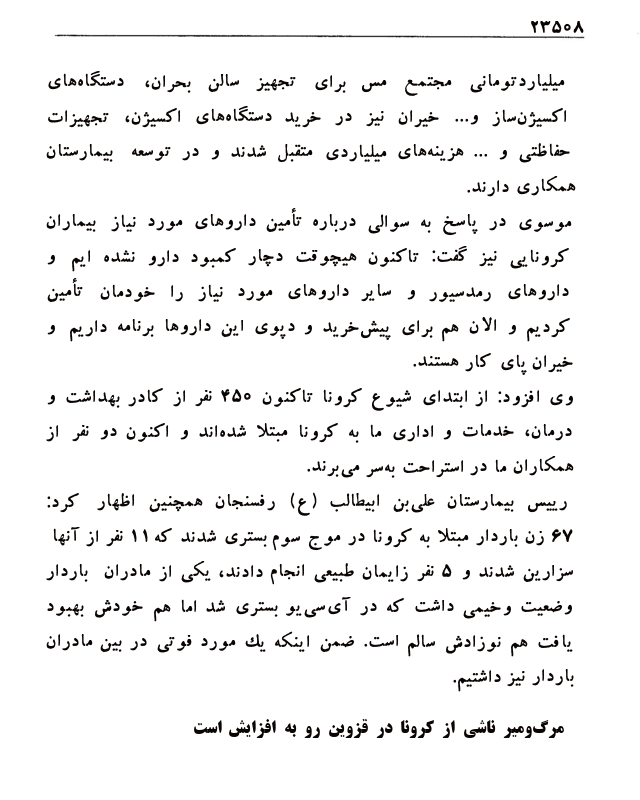 ۲۳۵۰۸
میلیاردتومانی مجتمع مس برای تجهیز سالن بحران، دستگاه‌های
اکسیژن‌ساز و... خیران نیز در خرید دستگاه‌های اکسیژن، تجهیزات
حفاظتی و ... هزینه‌های میلیاردی متقبل شدند و در توسعه بیمارستان
همکاری دارند.
موسوی در پاسخ به سوالی درباره تأمین داروهای مورد نیاز بیماران
کرونایی نیز گفت: تاکنون هیچوقت دچار کمبود دارو نشده ایم و
داروهای رمدسیور و سایر داروهای مورد نیاز را خودمان تأمین
کردیم و الان هم برای پیش‌خرید و دپوی این داروها برنامه داریم و
خیران پای کار هستند.
وی افزود: از ابتدای شیوع کرونا تاکنون ۴۵۰ نفر از کادر بهداشت و
درمان، خدمات و اداری ما به کرونا مبتلا شده‌اند و اکنون دو نفر از
همکاران ما در استراحت به‌سر می‌برند.
رییس بیمارستان علی‌بن ابیطالب (ع) رفسنجان همچنین اظهار کرد:
۶۷ زن باردار مبتلا به کرونا در موج سوم بستری شدند که ۱۱ نفر از آنها
سزارین شدند و ۵ نفر زایمان طبیعی انجام دادند، یکی از مادران باردار
وضعیت وخیمی داشت که در آی‌سی‌یو بستری شد اما هم خودش بهبود
یافت هم نوزادش سالم است. ضمن اینکه یك مورد فوتی در بین مادران
باردار نیز داشتیم.
مرگ‌ومیر ناشی از کرونا در قزوین رو به افزایش است